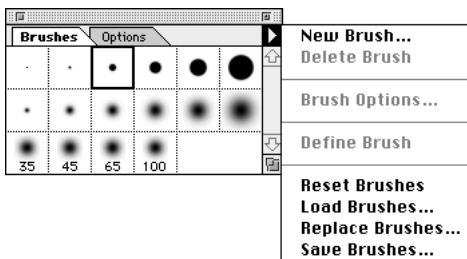 Brushes Options
New Brush...
Delete Brush
Brush Options...
Define Brush
35 45 65 100
Reset Brushes
Load Brushes...
Replace Brushes...
Save Brushes...